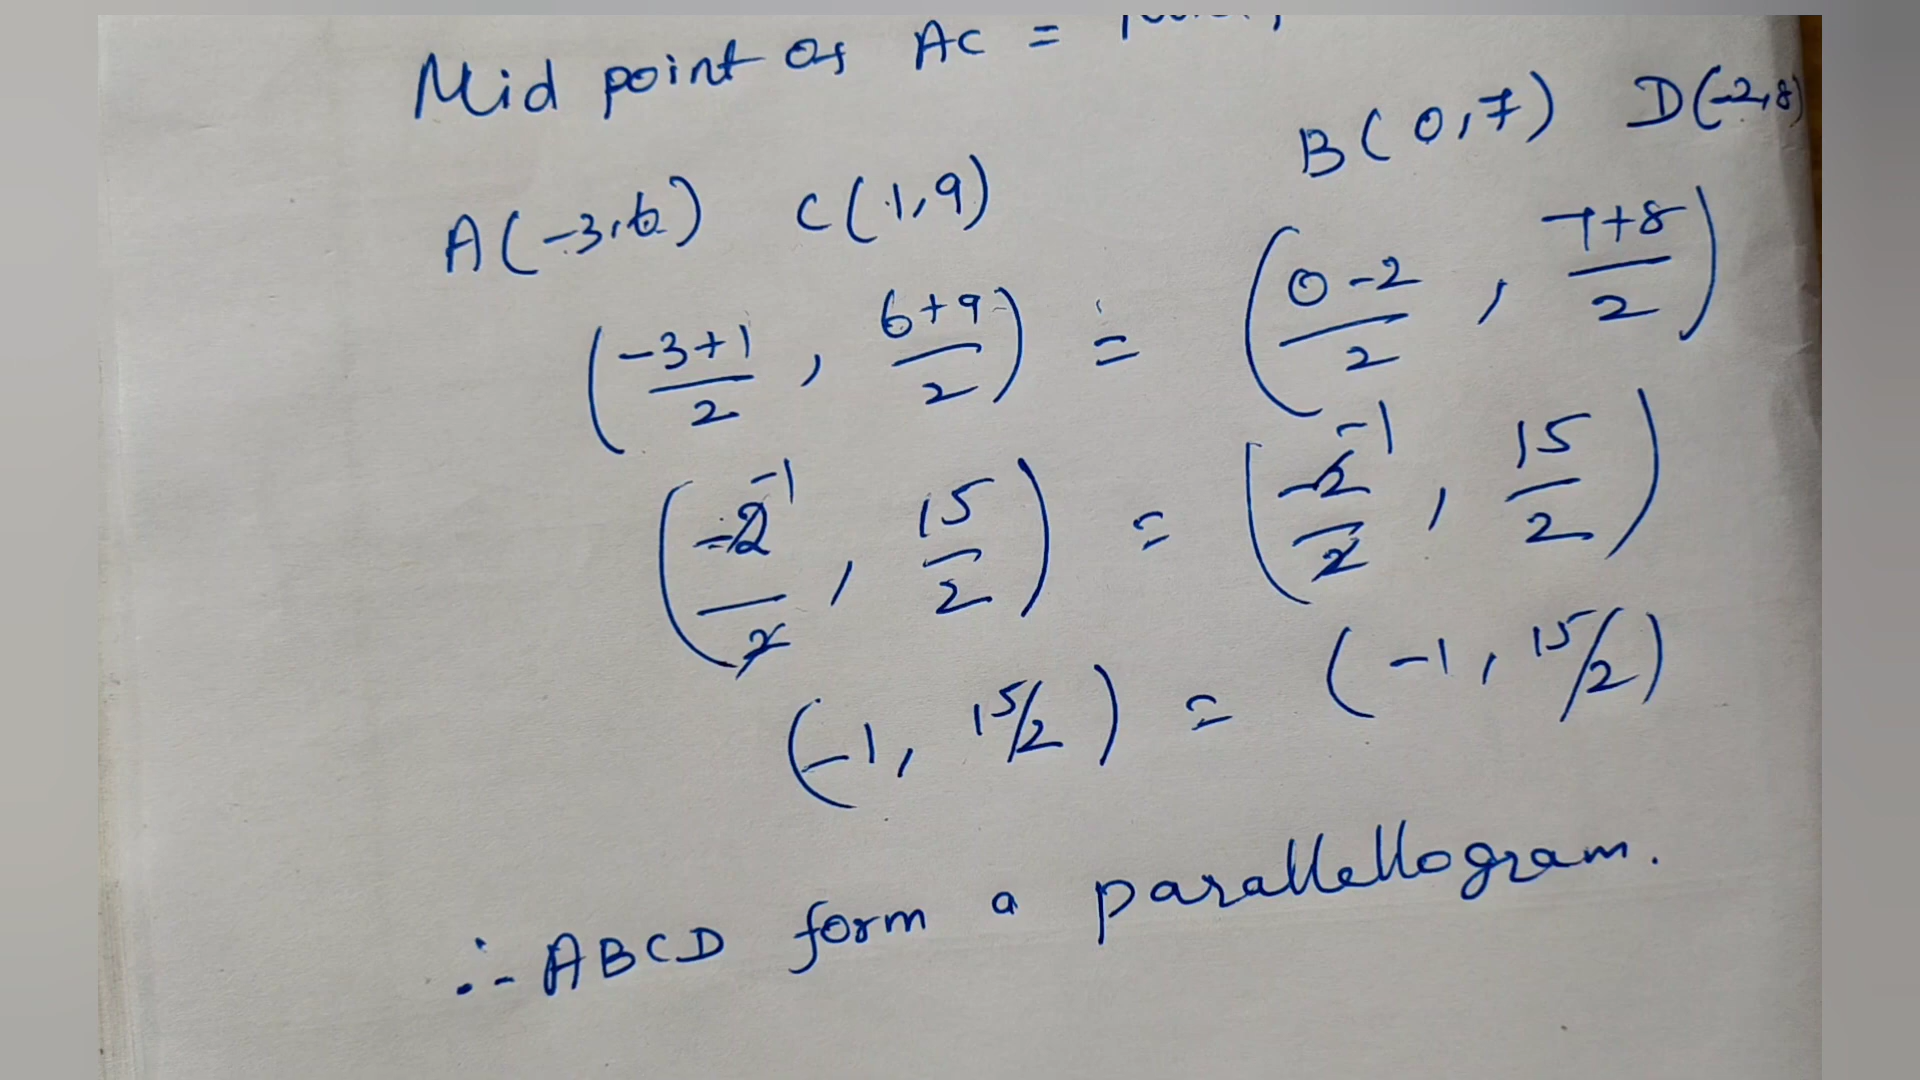 Mid point of AC =
B(0,7) D(-2,8)
A(-3,6) C(1,9)
(-3+1/2, 6+9/2) = (0-2/2, 7+8/2)
(-2/2 -1, 15/2) = (-2/2 -1, 15/2)
(-1, 15/2) = (-1, 15/2)
∴ ABCD form a parallellogram.